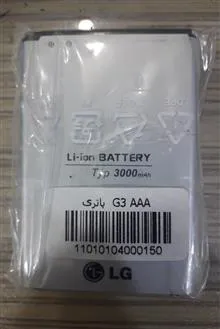 Li-ion BATTERY
Typ 3000mAh
باتری G3 AAA
11010104000150
LG